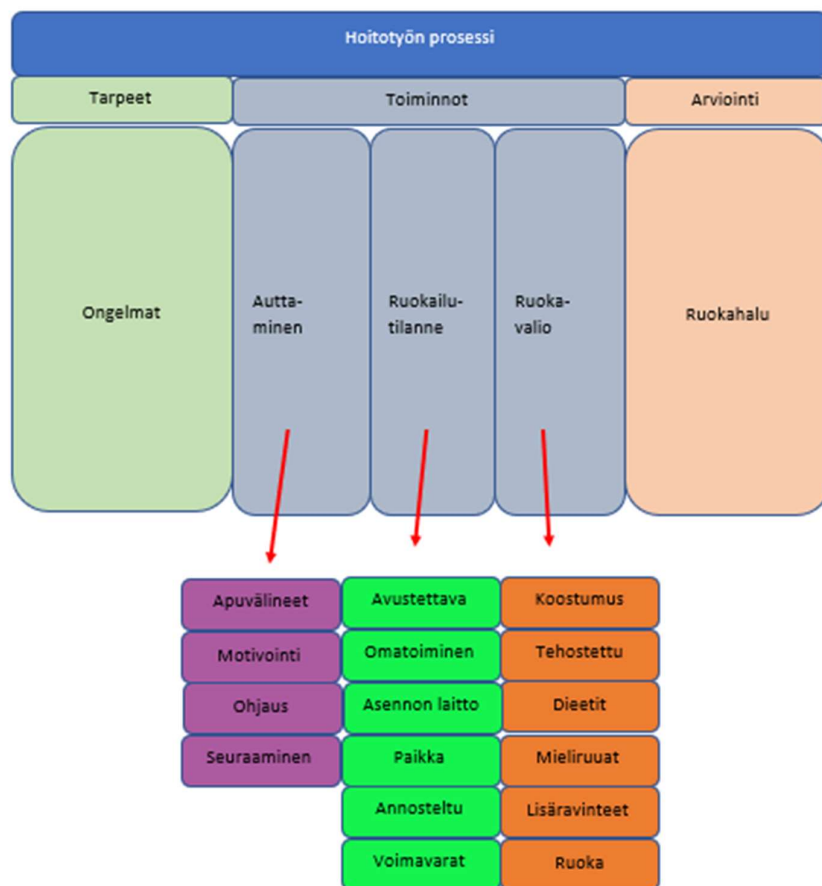 Hoitotyön prosessi
Tarpeet
Toiminnot
Arviointi
Ongelmat
Autta-
minen
Ruokailu-
tilanne
Ruoka-
valio
Ruokahalu
Apuvälineet
Motivointi
Ohjaus
Seuraaminen
Avustettava
Omatoiminen
Asennon laitto
Paikka
Annosteltu
Voimavarat
Koostumus
Tehostettu
Dieetit
Mieliruuat
Lisäravinteet
Ruoka